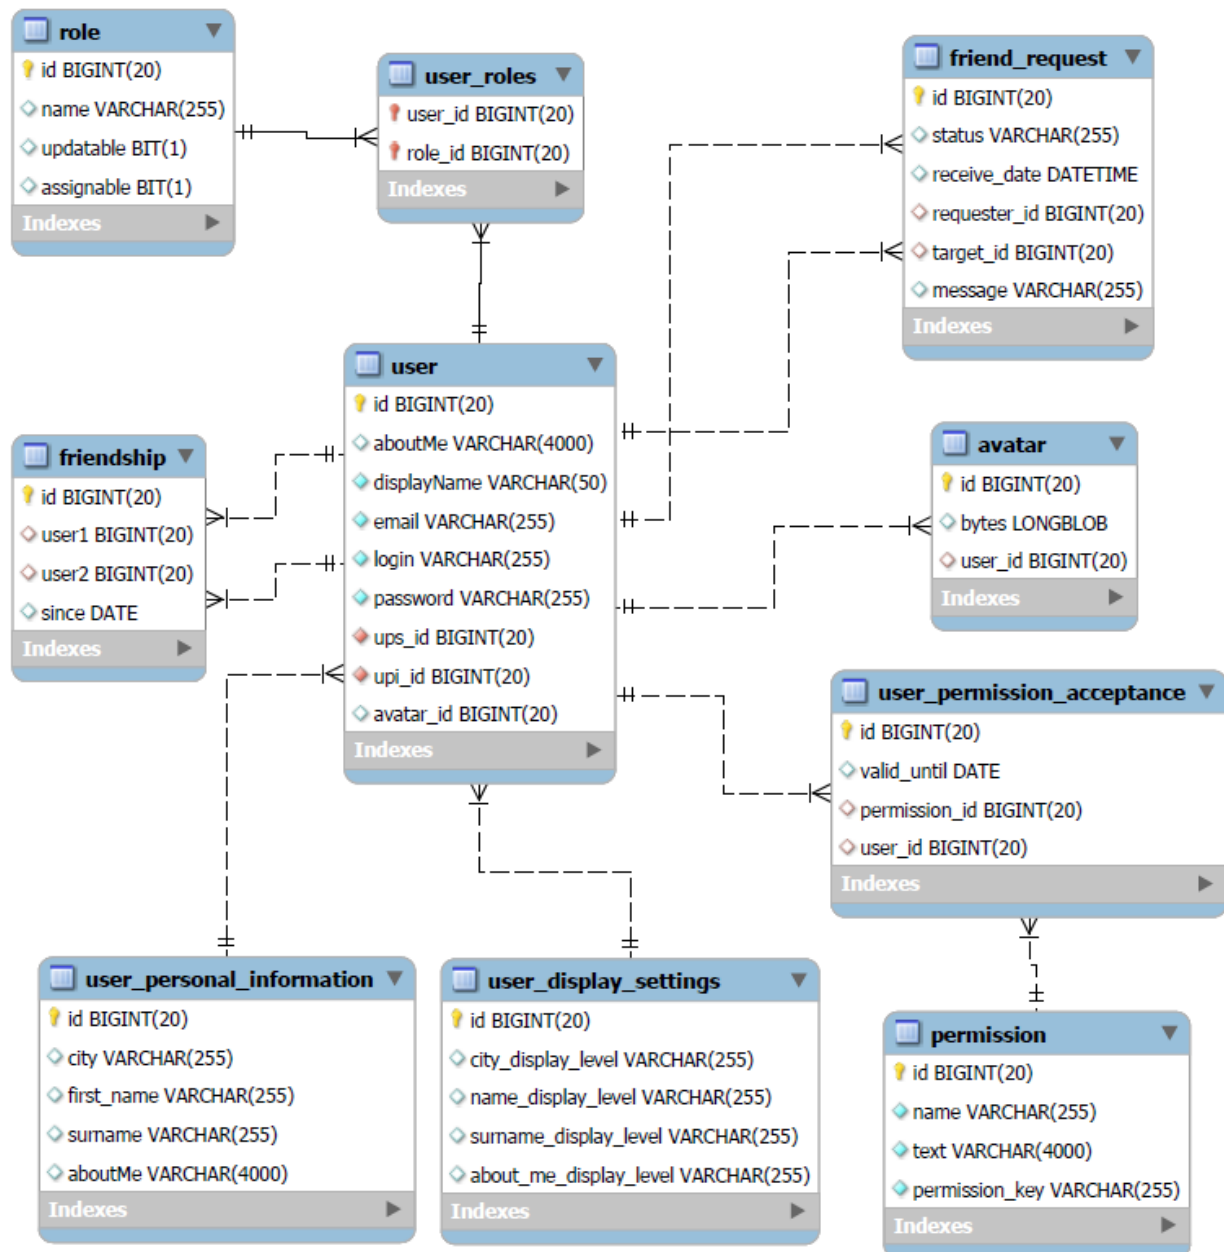 role
id BIGINT(20)
name VARCHAR(255)
updatable BIT(1)
assignable BIT(1)
Indexes
user_roles
user_id BIGINT(20)
role_id BIGINT(20)
Indexes
friend_request
id BIGINT(20)
status VARCHAR(255)
receive_date DATETIME
requester_id BIGINT(20)
target_id BIGINT(20)
message VARCHAR(255)
Indexes
user
id BIGINT(20)
aboutMe VARCHAR(4000)
displayName VARCHAR(50)
email VARCHAR(255)
login VARCHAR(255)
password VARCHAR(255)
ups_id BIGINT(20)
upi_id BIGINT(20)
avatar_id BIGINT(20)
Indexes
friendship
id BIGINT(20)
user1 BIGINT(20)
user2 BIGINT(20)
since DATE
Indexes
avatar
id BIGINT(20)
bytes LONGBLOB
user_id BIGINT(20)
Indexes
user_permission_acceptance
id BIGINT(20)
valid_until DATE
permission_id BIGINT(20)
user_id BIGINT(20)
Indexes
user_personal_information
id BIGINT(20)
city VARCHAR(255)
first_name VARCHAR(255)
surname VARCHAR(255)
aboutMe VARCHAR(4000)
Indexes
user_display_settings
id BIGINT(20)
city_display_level VARCHAR(255)
name_display_level VARCHAR(255)
surname_display_level VARCHAR(255)
about_me_display_level VARCHAR(255)
Indexes
permission
id BIGINT(20)
name VARCHAR(255)
text VARCHAR(4000)
permission_key VARCHAR(255)
Indexes